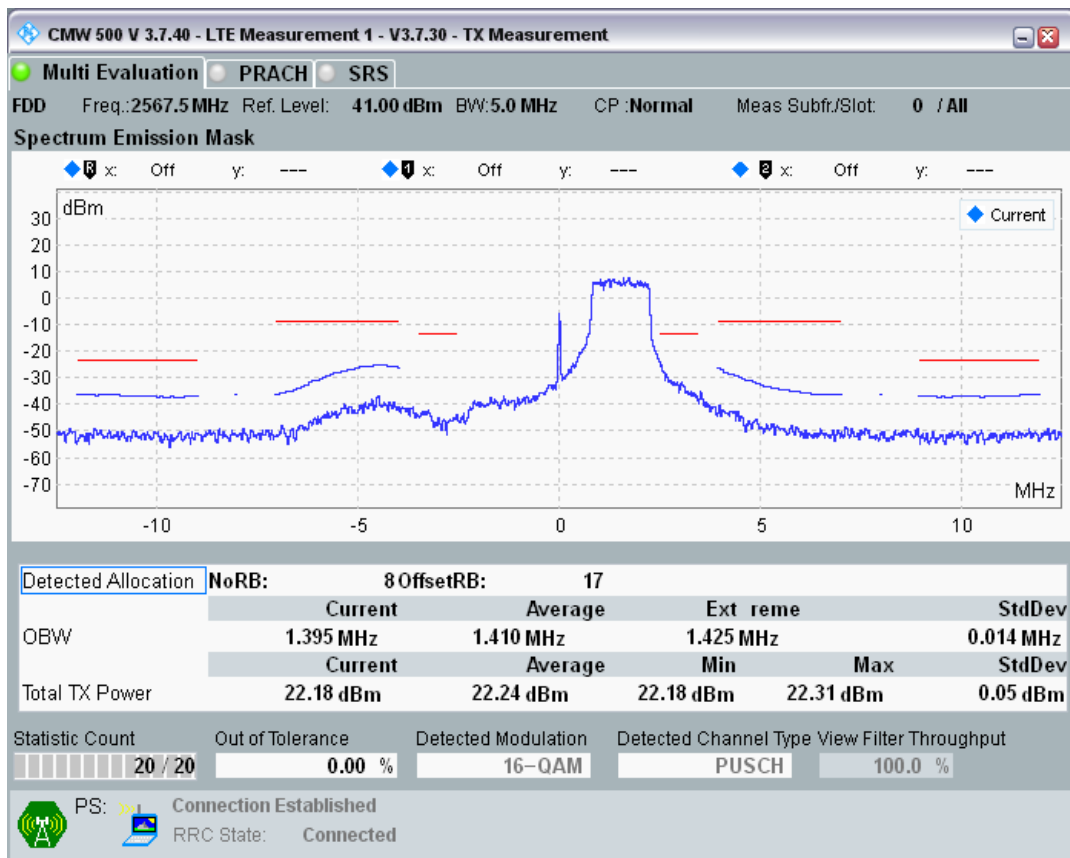 CMW 500 V 3.7.40 - LTE Measurement 1 - V3.7.30 - TX Measurement
Multi Evaluation PRACH SRS
FDD Freq.:2567.5 MHz Ref. Level: 41.00 dBm BW:5.0 MHz CP :Normal Meas Subfr./Slot: 0 / All
Spectrum Emission Mask
R x: Off y: --- 1 x: Off y: --- 2 x: Off y: ---
dBm
Current
30
20
10
0
-10
-20
-30
-40
-50
-60
-70
MHz
-10 -5 0 5 10
Detected Allocation NoRB: 8 OffsetRB: 17
Current Average Ext reme StdDev
OBW 1.395 MHz 1.410 MHz 1.425 MHz 0.014 MHz
Current Average Min Max StdDev
Total TX Power 22.18 dBm 22.24 dBm 22.18 dBm 22.31 dBm 0.05 dBm
Statistic Count Out of Tolerance Detected Modulation Detected Channel Type View Filter Throughput
20 / 20 0.00 % 16-QAM PUSCH 100.0 %
PS: Connection Established
RRC State: Connected